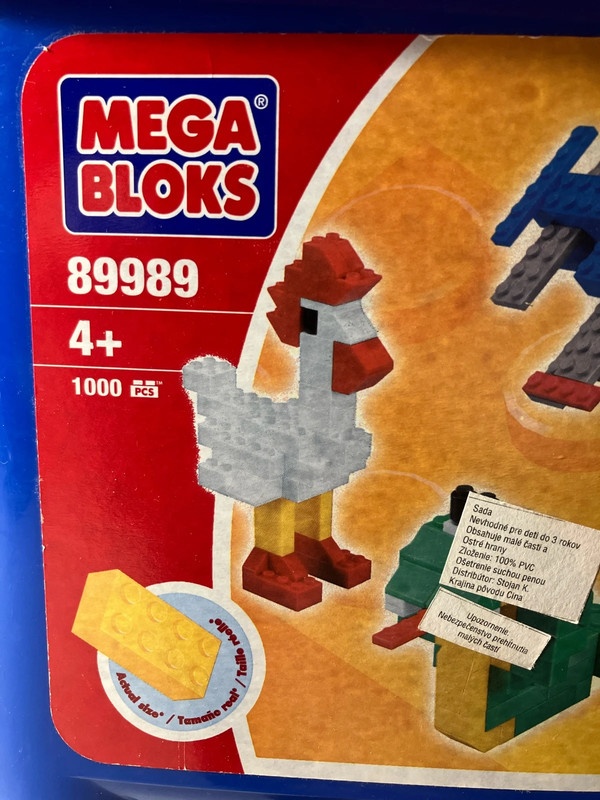 MEGA®
BLOKS
89989
4+
1000 PCS™
Sada
Nevhodné pre deti do 3 rokov
Obsahuje malé časti a
Ostré hrany
Zloženie: 100% PVC
Ošetrenie suchou penou
Distribútor: Stojan K.
Krajina pôvodu Čína
Upozornenie
Nebezpečenstvo prehltnutia
malých častí
Actual size* / Tamaño real* / Taille réelle*